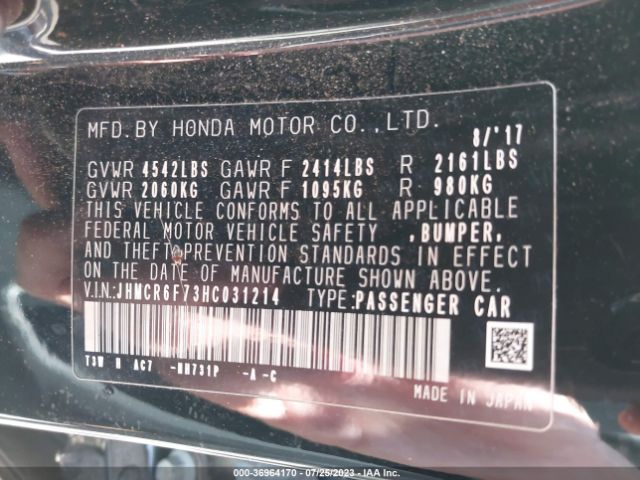 MFD.BY HONDA MOTOR CO.,LTD. 8/'17
GVWR 4542LBS GAWR F 2414LBS R 2161LBS
GVWR 2060KG GAWR F 1095KG R 980KG
THIS VEHICLE CONFORMS TO ALL APPLICABLE
FEDERAL MOTOR VEHICLE SAFETY ,BUMPER,
AND THEFT PREVENTION STANDARDS IN EFFECT
ON THE DATE OF MANUFACTURE SHOWN ABOVE.
V.IN:JHMCR6F73HC031214 TYPE:PASSENGER CAR
T3W N AC7 -NH731P -A -C
MADE IN JAPAN
000-36964170 - 07/25/2023 - IAA Inc.